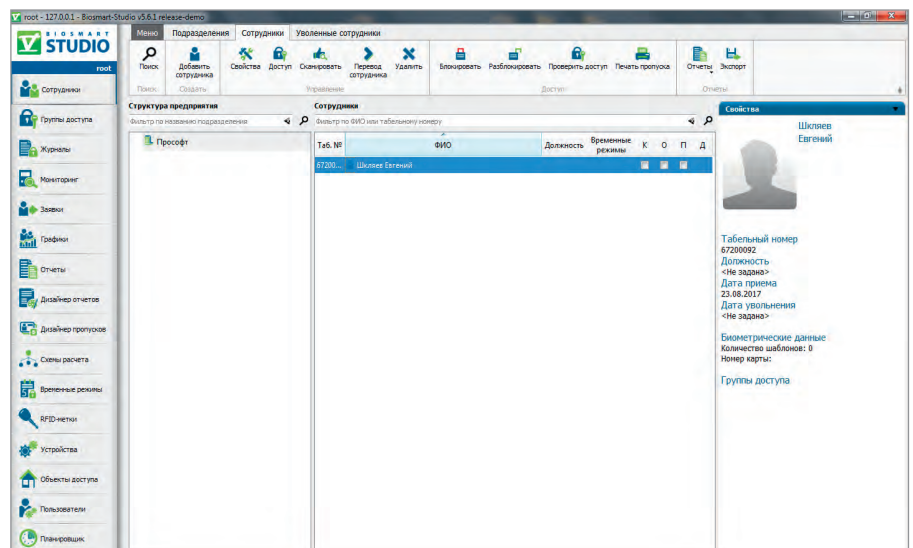 root - 127.0.0.1 - Biosmart-Studio v5.6.1 release-demo
BIOSMART
STUDIO
root
Сотрудники
Группы доступа
Журналы
Мониторинг
Заявки
Графики
Отчеты
Дизайнер отчетов
Дизайнер пропусков
Схемы расчета
Временные режимы
RFID-метки
Устройства
Объекты доступа
Пользователи
Планировщик
Меню Подразделения Сотрудники Уволенные сотрудники
Поиск
Добавить сотрудника
Свойства
Доступ
Сканировать
Перевод сотрудника
Удалить
Блокировать
Разблокировать
Проверить доступ
Печать пропуска
Отчеты
Экспорт
Поиск Создать Управление Доступ Отчеты
Структура предприятия
Фильтр по названию подразделения
Прософт
Сотрудники
Фильтр по ФИО или табельному номеру
Таб. № ФИО Должность Временные режимы К О П Д
67200... Шкляев Евгений
Свойства
Шкляев
Евгений
Табельный номер
67200092
Должность
<Не задана>
Дата приема
23.08.2017
Дата увольнения
<Не задана>
Биометрические данные
Количество шаблонов: 0
Номер карты:
Группы доступа